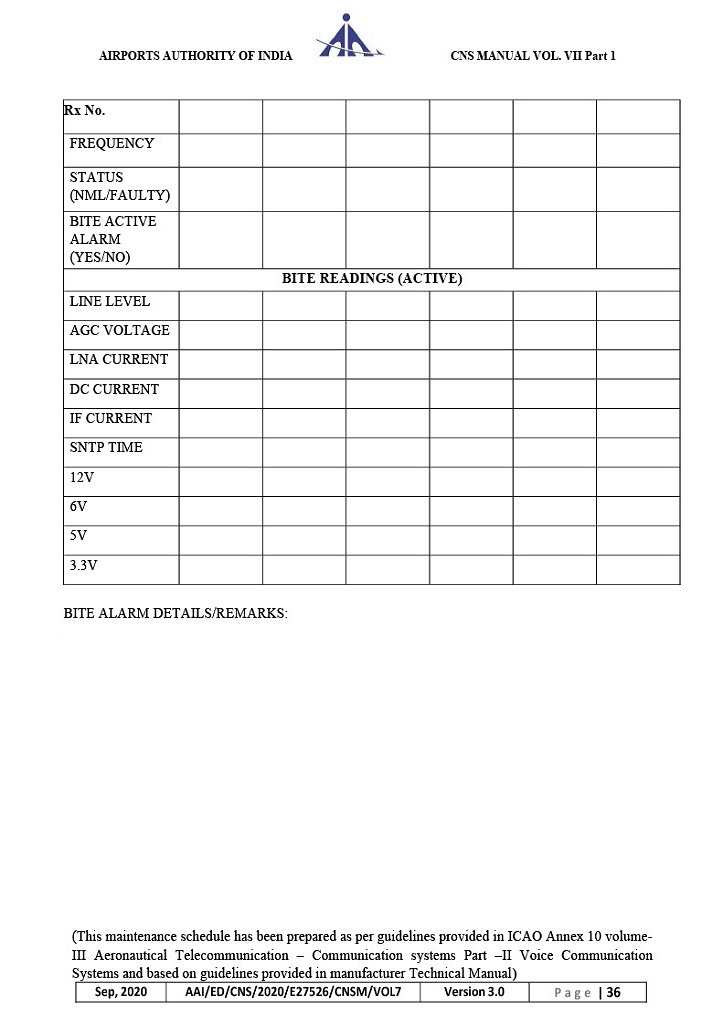 AIRPORTS AUTHORITY OF INDIA CNS MANUAL VOL. VII Part 1
Rx No.
FREQUENCY
STATUS
(NML/FAULTY)
BITE ACTIVE
ALARM
(YES/NO)
BITE READINGS (ACTIVE)
LINE LEVEL
AGC VOLTAGE
LNA CURRENT
DC CURRENT
IF CURRENT
SNTP TIME
12V
6V
5V
3.3V
BITE ALARM DETAILS/REMARKS:
(This maintenance schedule has been prepared as per guidelines provided in ICAO Annex 10 volume-
III Aeronautical Telecommunication – Communication systems Part –II Voice Communication
Systems and based on guidelines provided in manufacturer Technical Manual)
Sep, 2020 AAI/ED/CNS/2020/E27526/CNSM/VOL7 Version 3.0 Page | 36